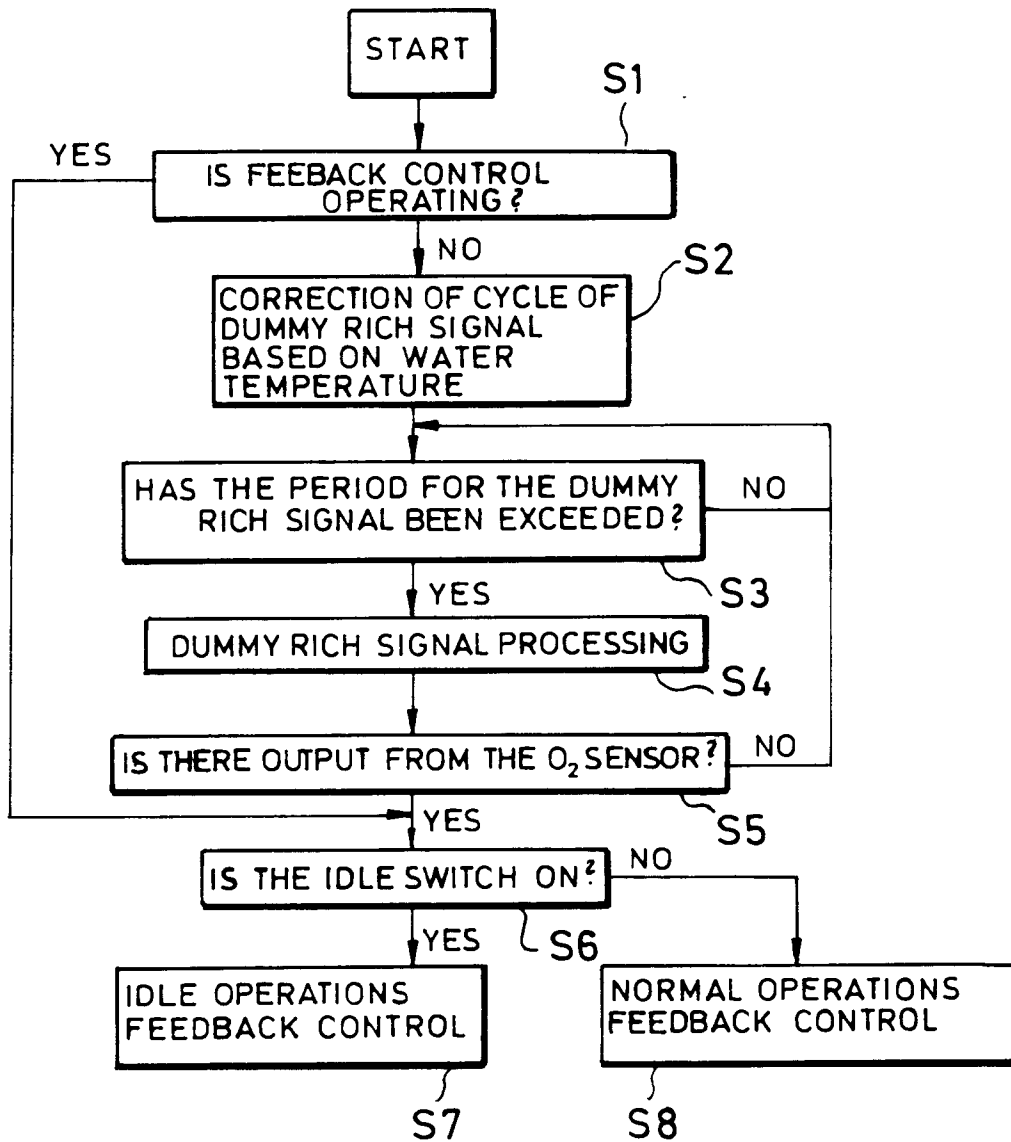 START
S1
YES
IS FEEBACK CONTROL
OPERATING?
NO
S2
CORRECTION OF CYCLE OF
DUMMY RICH SIGNAL
BASED ON WATER
TEMPERATURE
HAS THE PERIOD FOR THE DUMMY
RICH SIGNAL BEEN EXCEEDED?
NO
S3
YES
DUMMY RICH SIGNAL PROCESSING
S4
IS THERE OUTPUT FROM THE O₂ SENSOR?
NO
S5
YES
IS THE IDLE SWITCH ON?
NO
S6
YES
IDLE OPERATIONS
FEEDBACK CONTROL
S7
NORMAL OPERATIONS
FEEDBACK CONTROL
S8